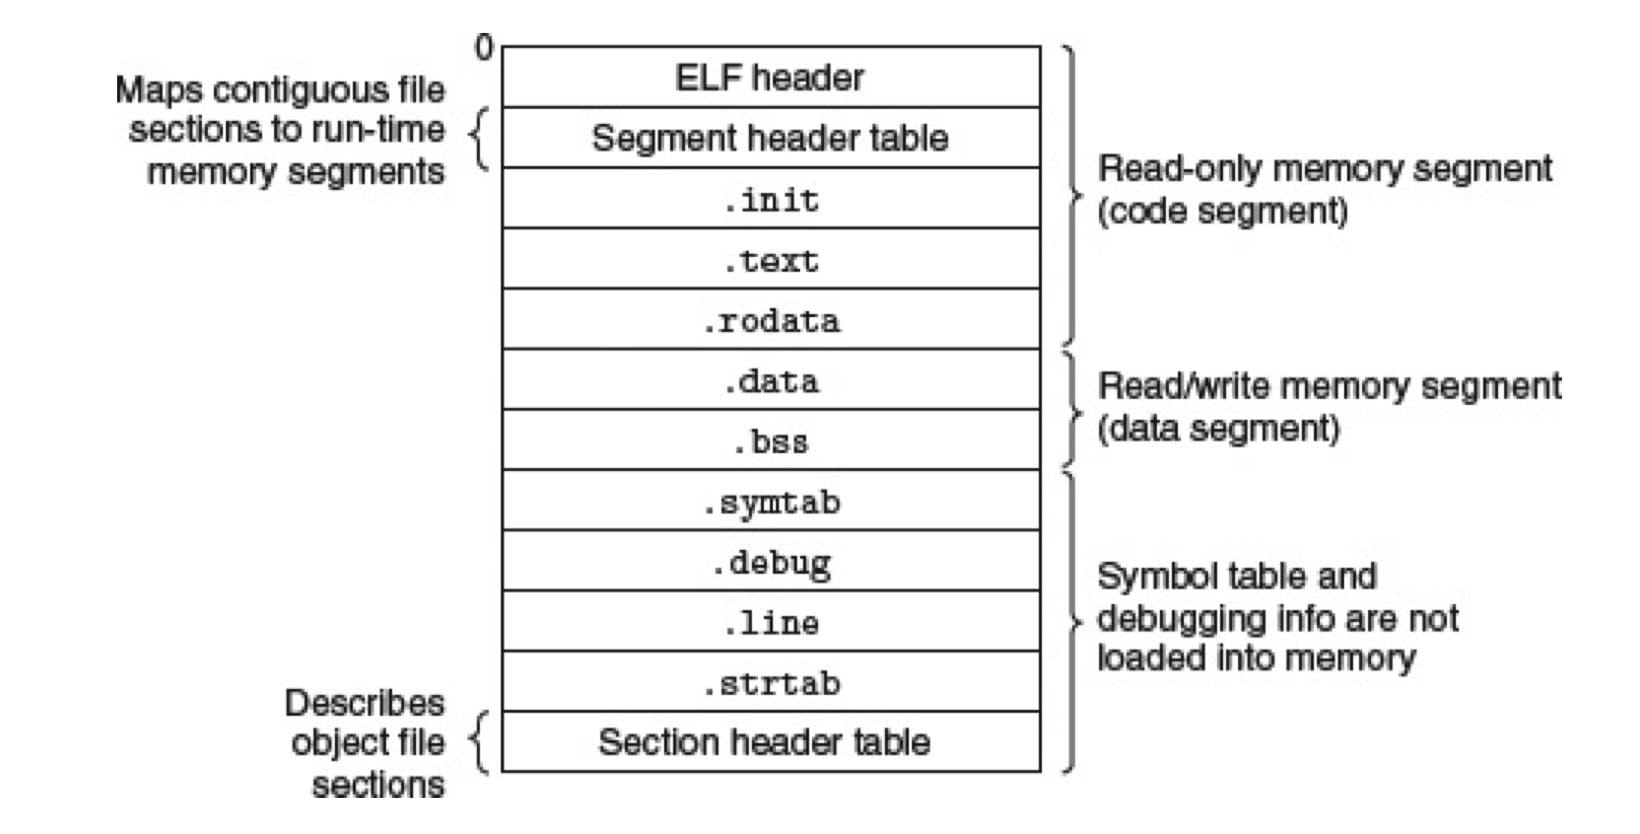 0
ELF header
Maps contiguous file
sections to run-time
memory segments
Segment header table
.init
.text
.rodata
Read-only memory segment
(code segment)
.data
.bss
Read/write memory segment
(data segment)
.symtab
.debug
.line
.strtab
Symbol table and
debugging info are not
loaded into memory
Describes
object file
sections
Section header table